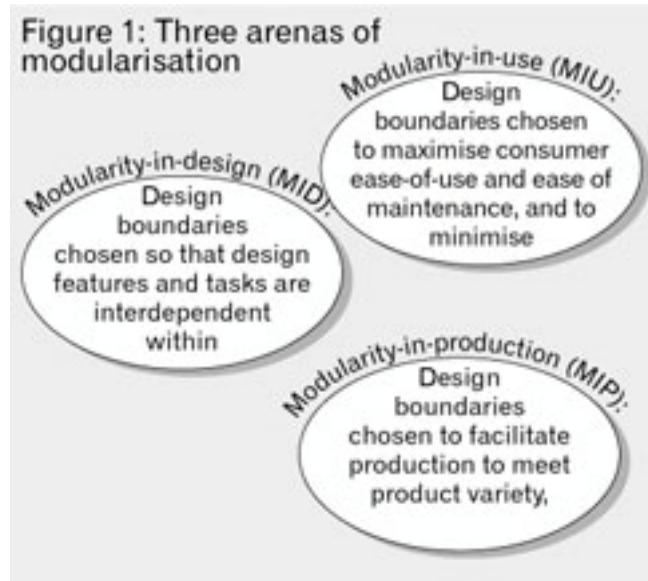 Figure 1: Three arenas of
modularisation
Modularity-in-use (MIU):
Design
boundaries chosen
to maximise consumer
ease-of-use and ease of
maintenance, and to
minimise
Modularity-in-design (MID):
Design
boundaries
chosen so that design
features and tasks are
interdependent
within
Modularity-in-production (MIP):
Design
boundaries
chosen to facilitate
production to meet
product variety,